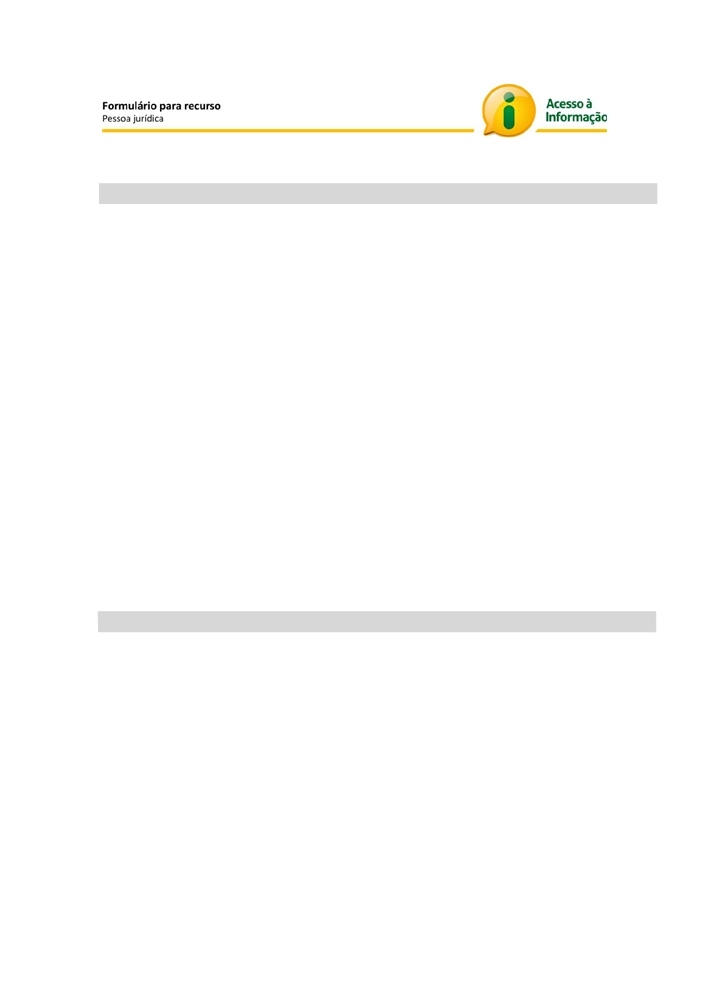 Formulário para recurso
Pessoa jurídica
Acesso à
Informação